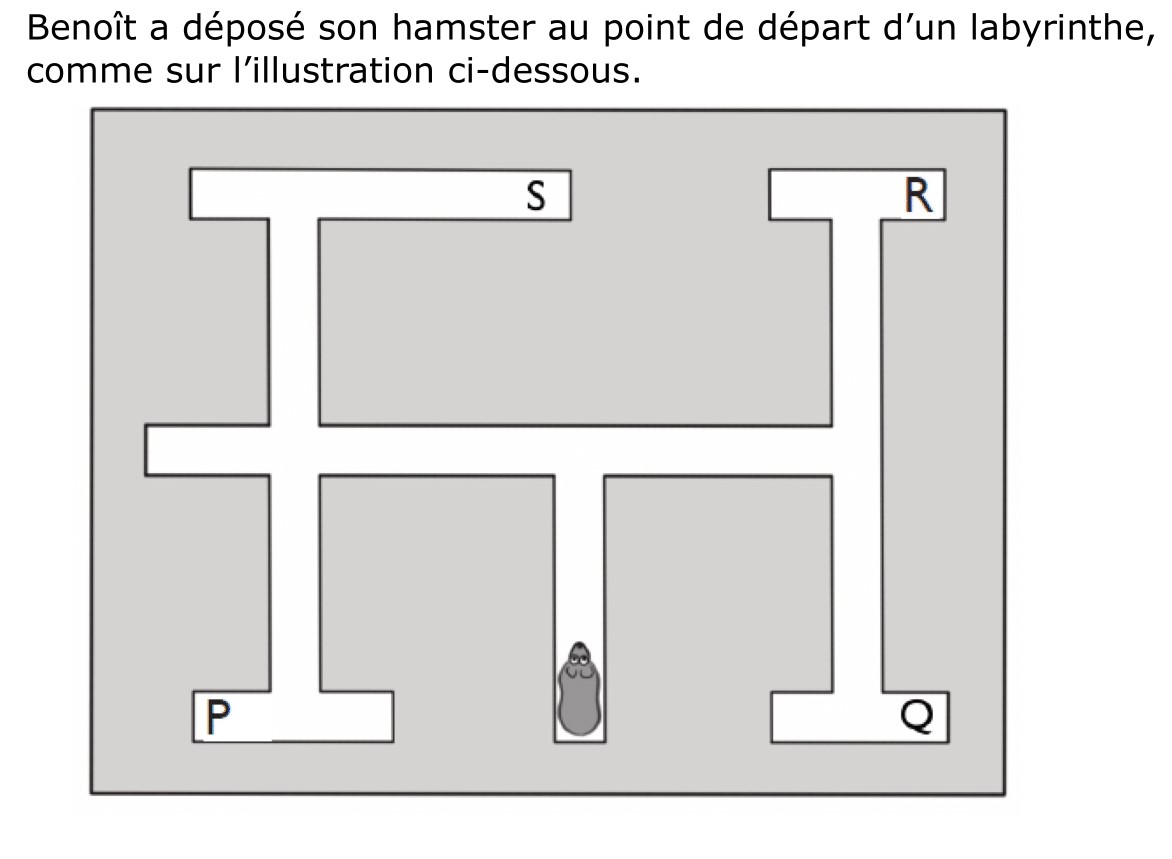 Benoît a déposé son hamster au point de départ d’un labyrinthe,
comme sur l’illustration ci-dessous.
S
R
P
Q